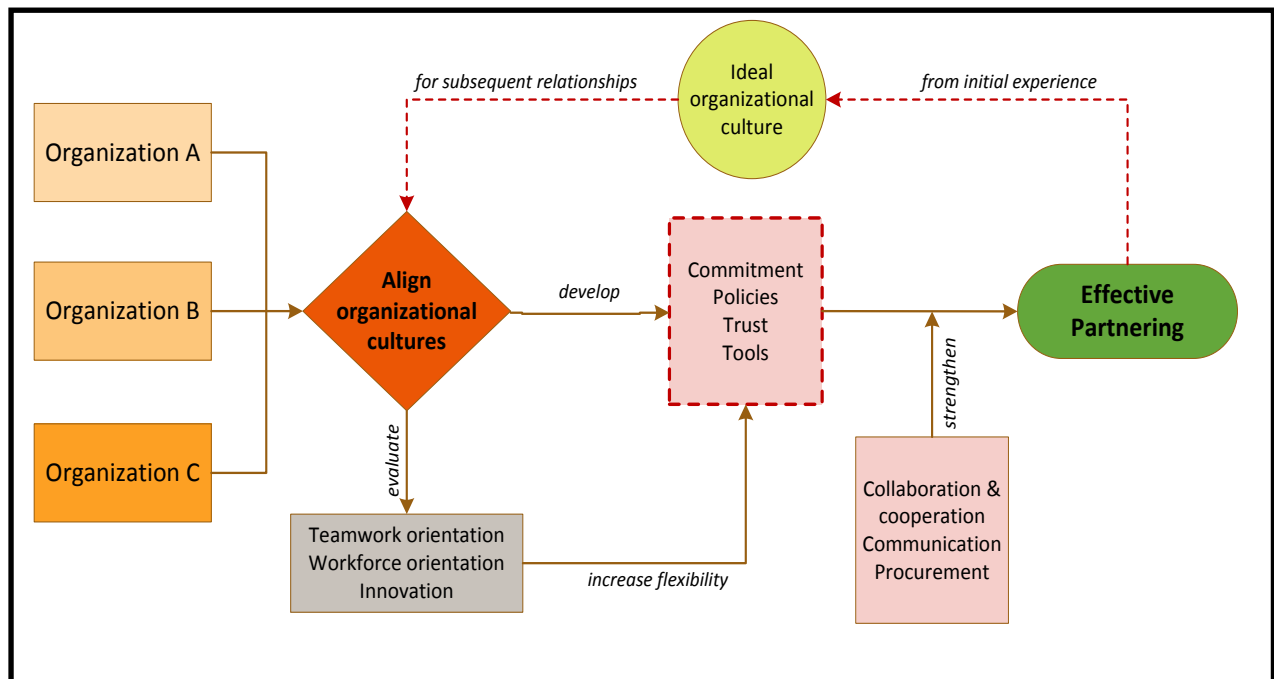 for subsequent relationships
Ideal
organizational
culture
from initial experience
Organization A
Organization B
Organization C
Align
organizational
cultures
develop
Commitment
Policies
Trust
Tools
Effective
Partnering
strengthen
evaluate
Teamwork orientation
Workforce orientation
Innovation
increase flexibility
Collaboration &
cooperation
Communication
Procurement